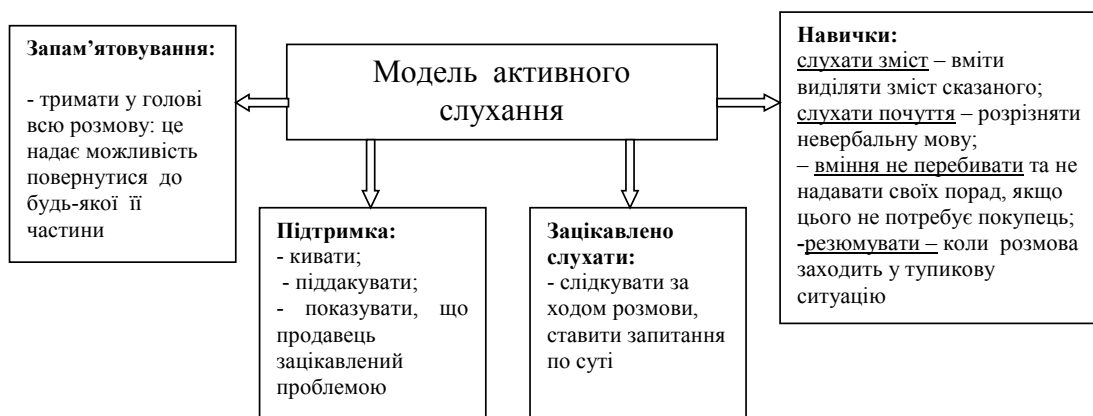 Модель активного
слухання
Запам’ятовування:
- тримати у голові
всю розмову: це
надає можливість
повернутися до
будь-якої її
частини
Підтримка:
- кивати;
- піддакувати;
- показувати, що
продавець
зацікавлений
проблемою
Зацікавлено
слухати:
- слідкувати за
ходом розмови,
ставити запитання
по суті
Навички:
слухати зміст – вміти
виділяти зміст сказаного;
слухати почуття – розрізняти
невербальну мову;
– вміння не перебивати та не
надавати своїх порад, якщо
цього не потребує покупець;
-резюмувати – коли розмова
заходить у тупикову
ситуацію